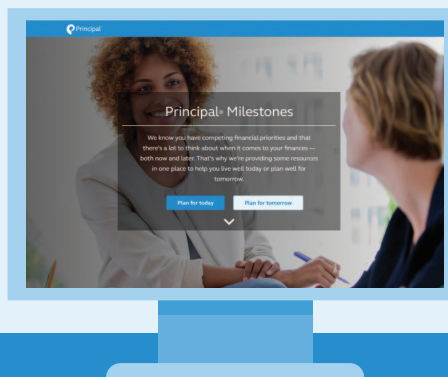 Principal®
Principal® Milestones
We know you have competing financial priorities and that
there's a lot to think about when it comes to your finances —
both now and later. That's why we're providing some resources
in one place to help you live well today or plan well for
tomorrow.
Plan for today
Plan for tomorrow